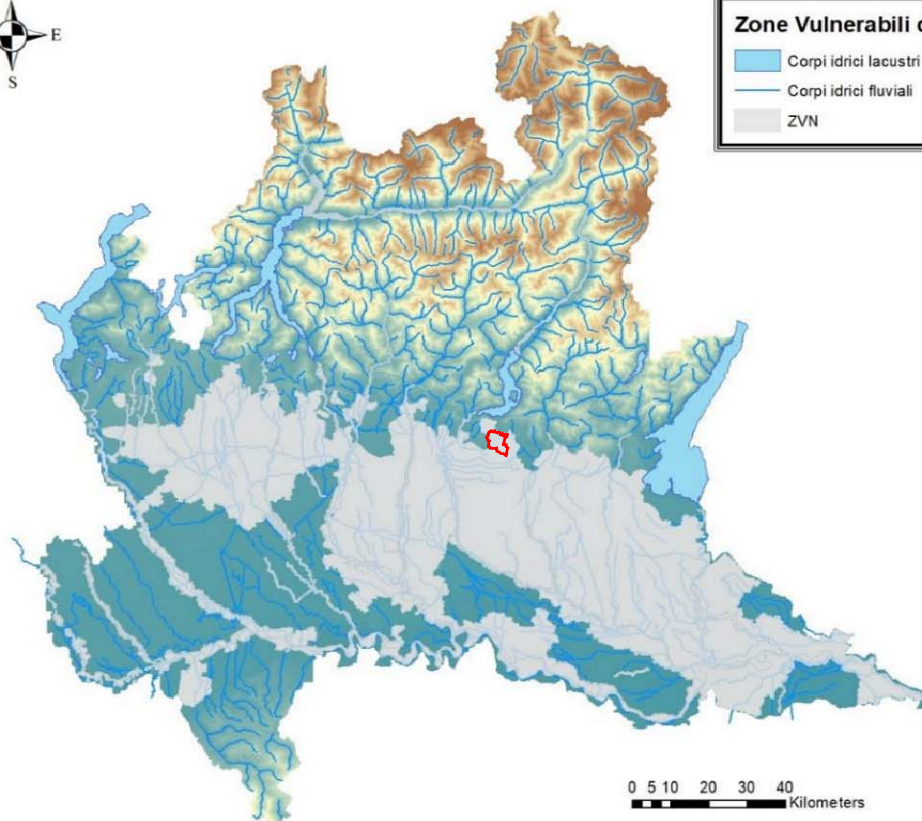 E
S
Zone Vulnerabili d
Corpi idrici lacustri
Corpi idrici fluviali
ZVN
0 5 10 20 30 40
Kilometers